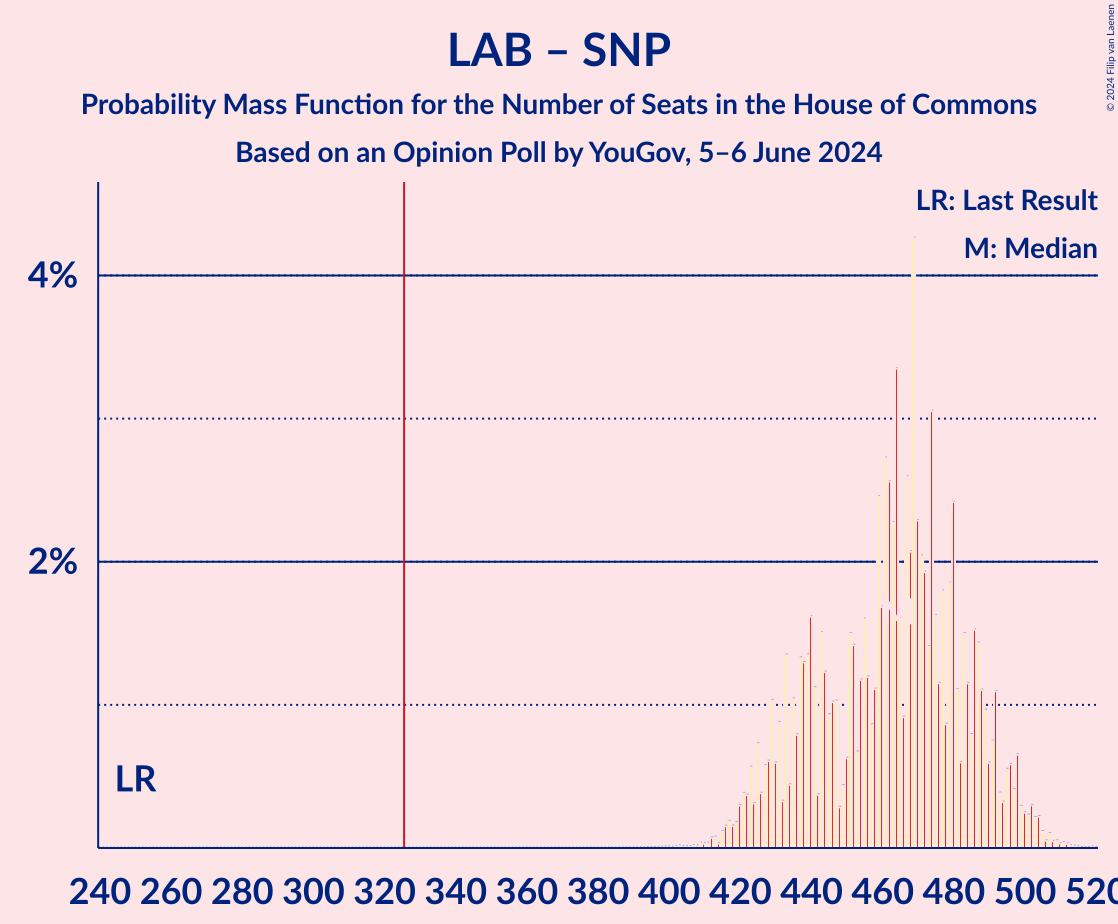 LAB – SNP
Probability Mass Function for the Number of Seats in the House of Commons
Based on an Opinion Poll by YouGov, 5–6 June 2024
© 2024 Filip van Laenen
LR: Last Result
M: Median
4%
2%
LR
240 260 280 300 320 340 360 380 400 420 440 460 480 500 520